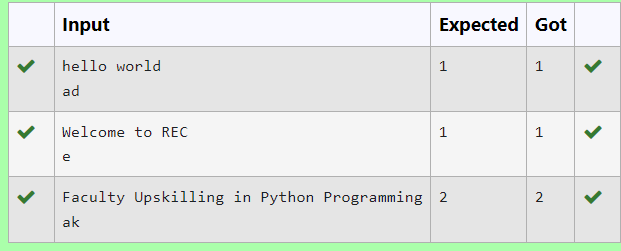 Input Expected Got
hello world 1 1
ad
Welcome to REC 1 1
e
Faculty Upskilling in Python Programming 2 2
ak